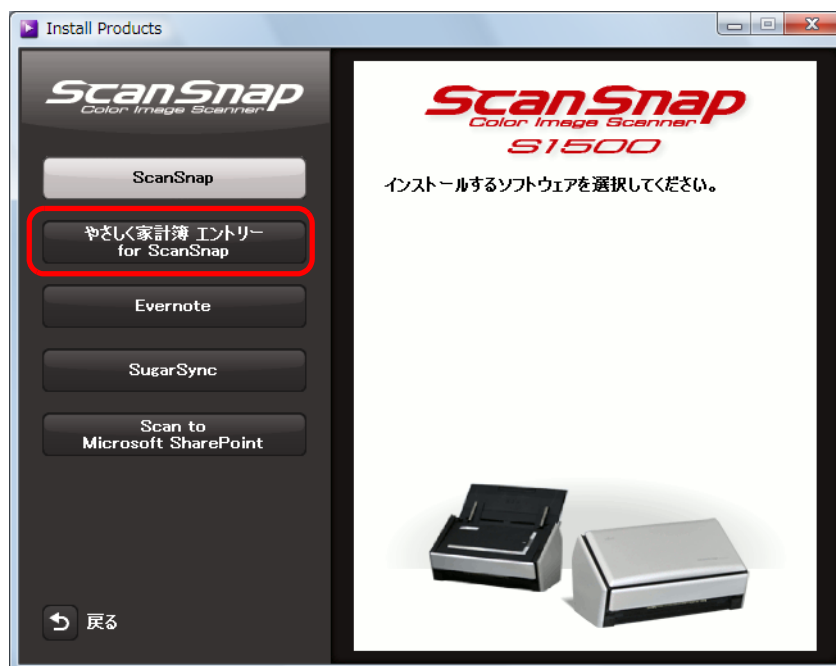 Install Products
ScanSnap
Color Image Scanner
ScanSnap
やさしく家計簿 エントリー
for ScanSnap
Evernote
SugarSync
Scan to
Microsoft SharePoint
戻る
ScanSnap
Color Image Scanner
S1500
インストールするソフトウェアを選択してください。